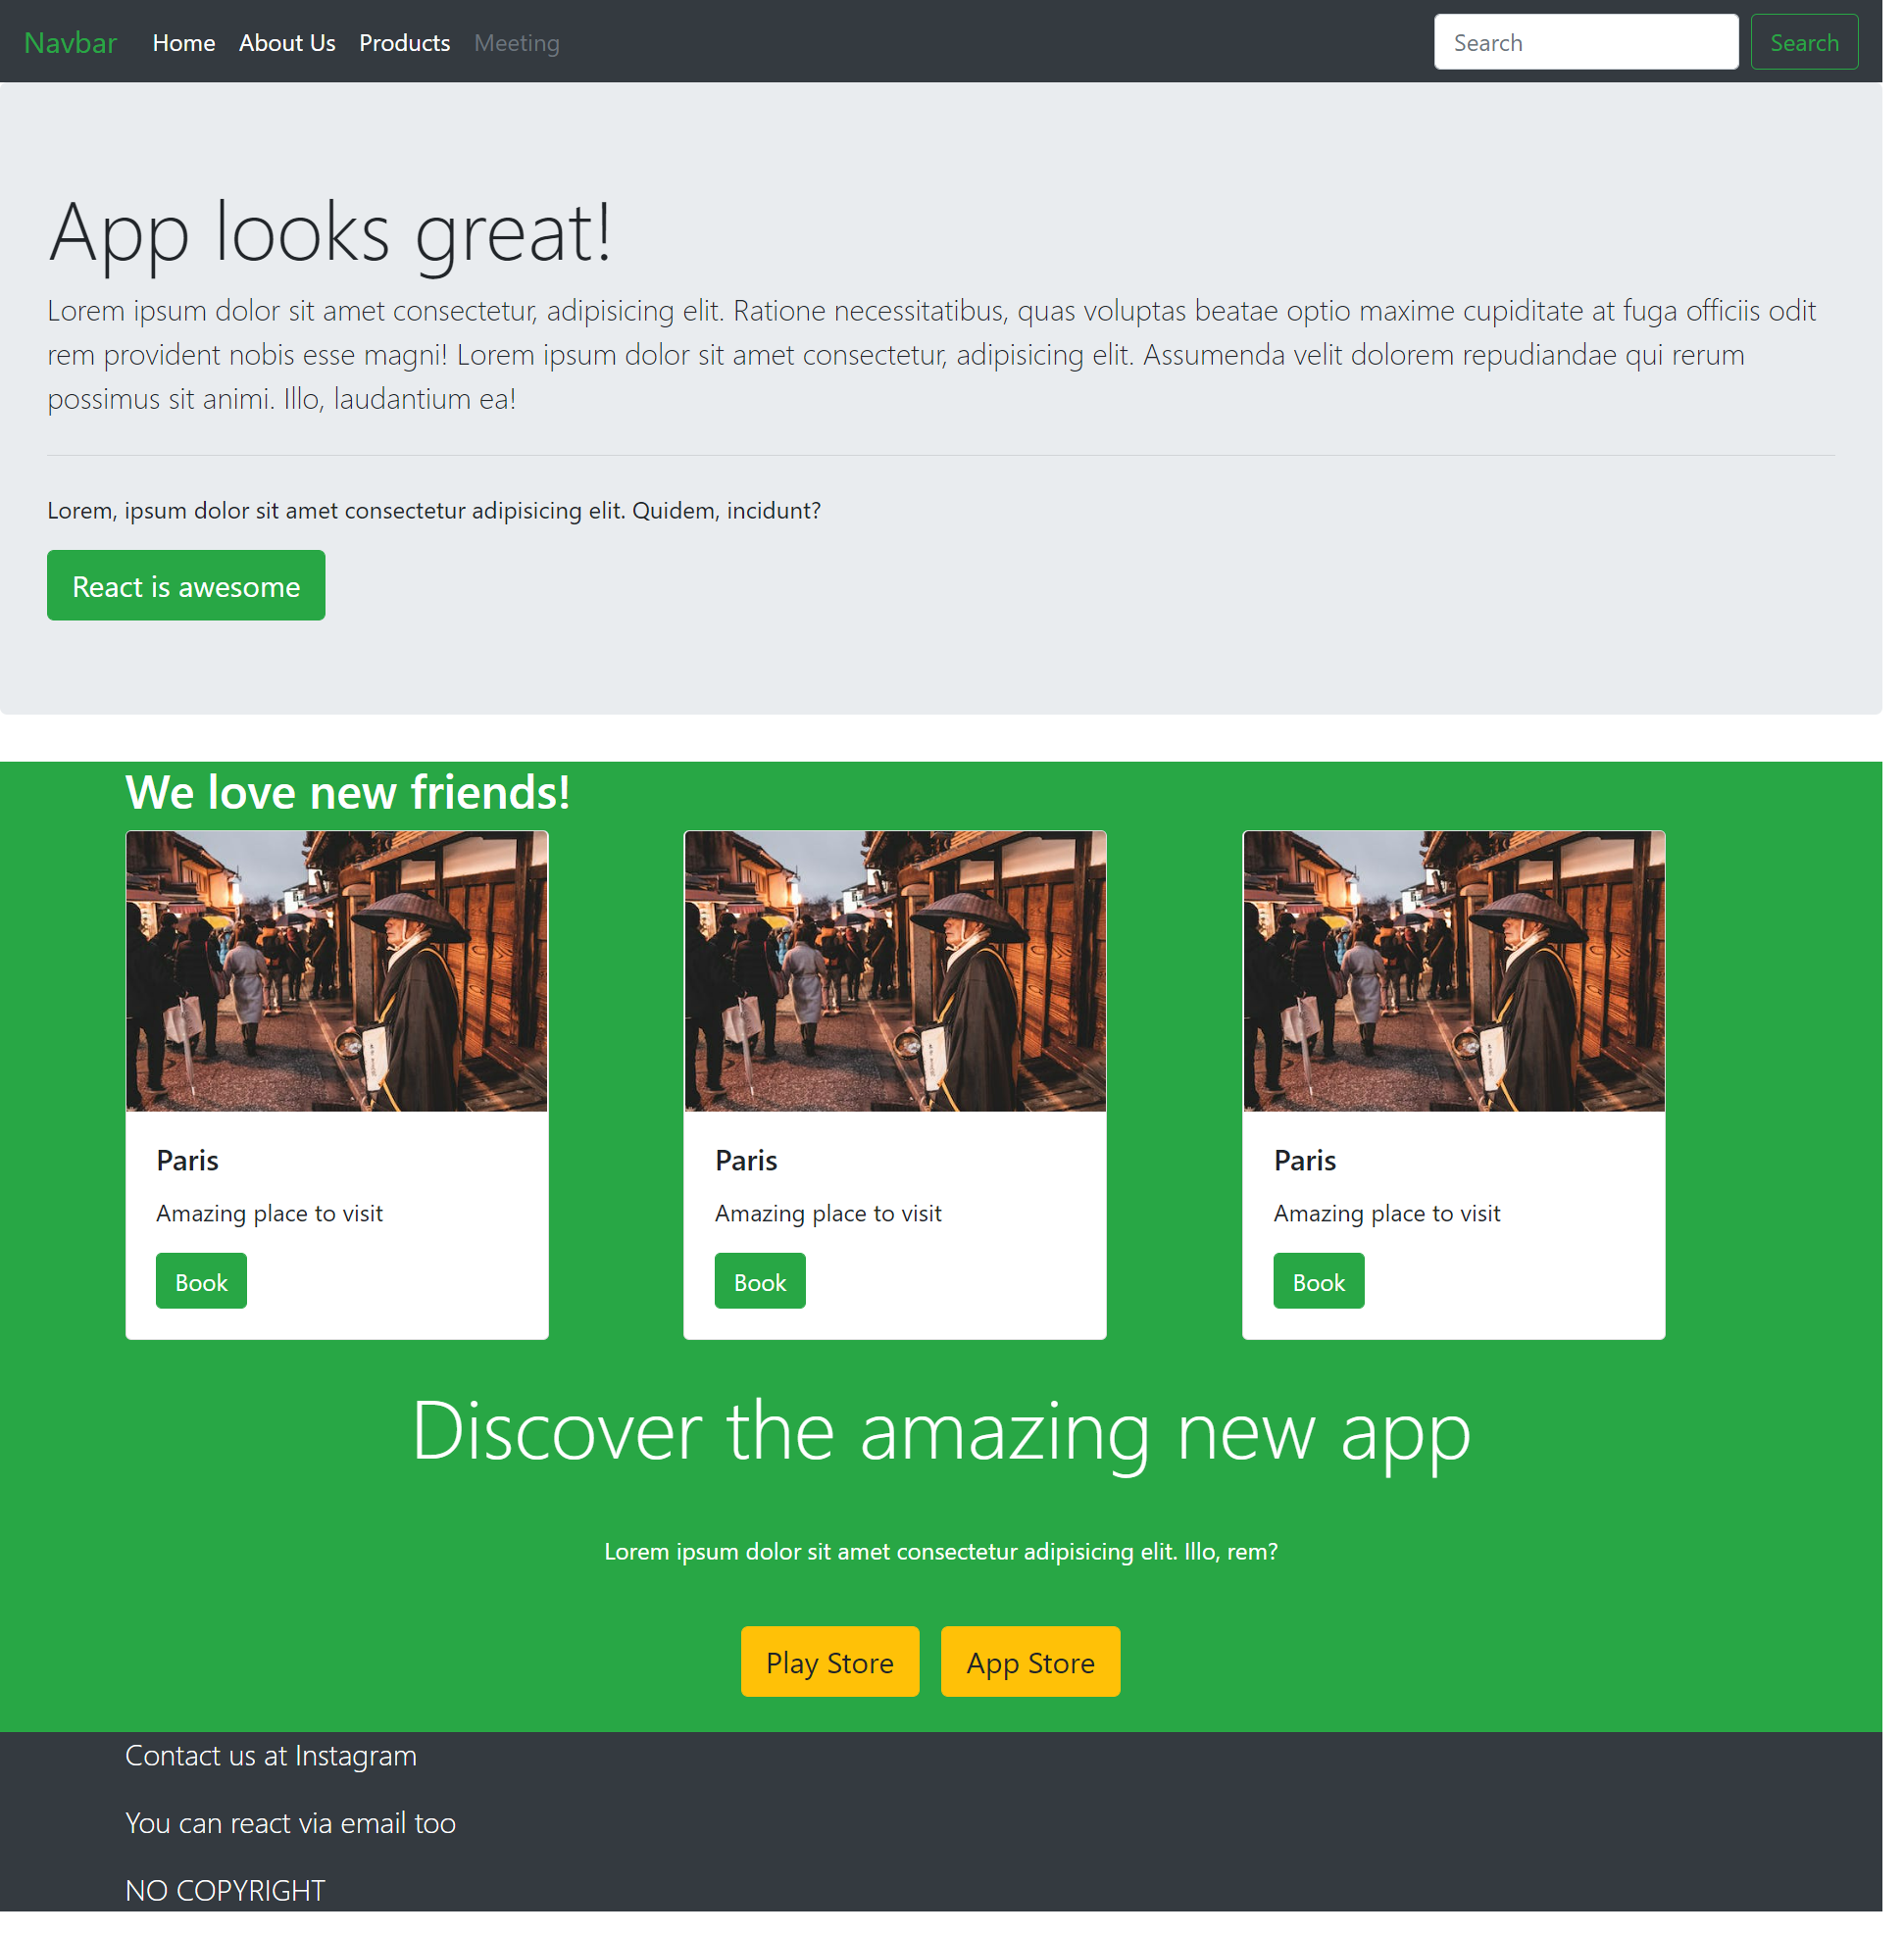 Navbar Home About Us Products Meeting Search Search
App looks great!
Lorem ipsum dolor sit amet consectetur, adipisicing elit. Ratione necessitatibus, quas voluptas beatae optio maxime cupiditate at fuga officiis odit
rem provident nobis esse magni! Lorem ipsum dolor sit amet consectetur, adipisicing elit. Assumenda velit dolorem repudiandae qui rerum
possimus sit animi. Illo, laudantium ea!
Lorem, ipsum dolor sit amet consectetur adipisicing elit. Quidem, incidunt?
React is awesome
We love new friends!
Paris
Amazing place to visit
Book
Paris
Amazing place to visit
Book
Paris
Amazing place to visit
Book
Discover the amazing new app
Lorem ipsum dolor sit amet consectetur adipisicing elit. Illo, rem?
Play Store App Store
Contact us at Instagram
You can react via email too
NO COPYRIGHT